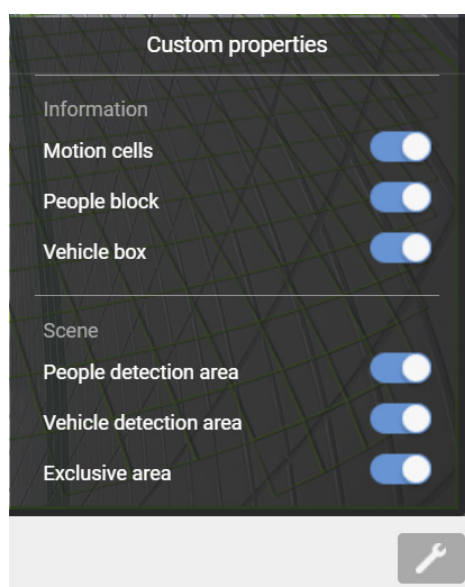 Custom properties
Information
Motion cells
People block
Vehicle box
Scene
People detection area
Vehicle detection area
Exclusive area